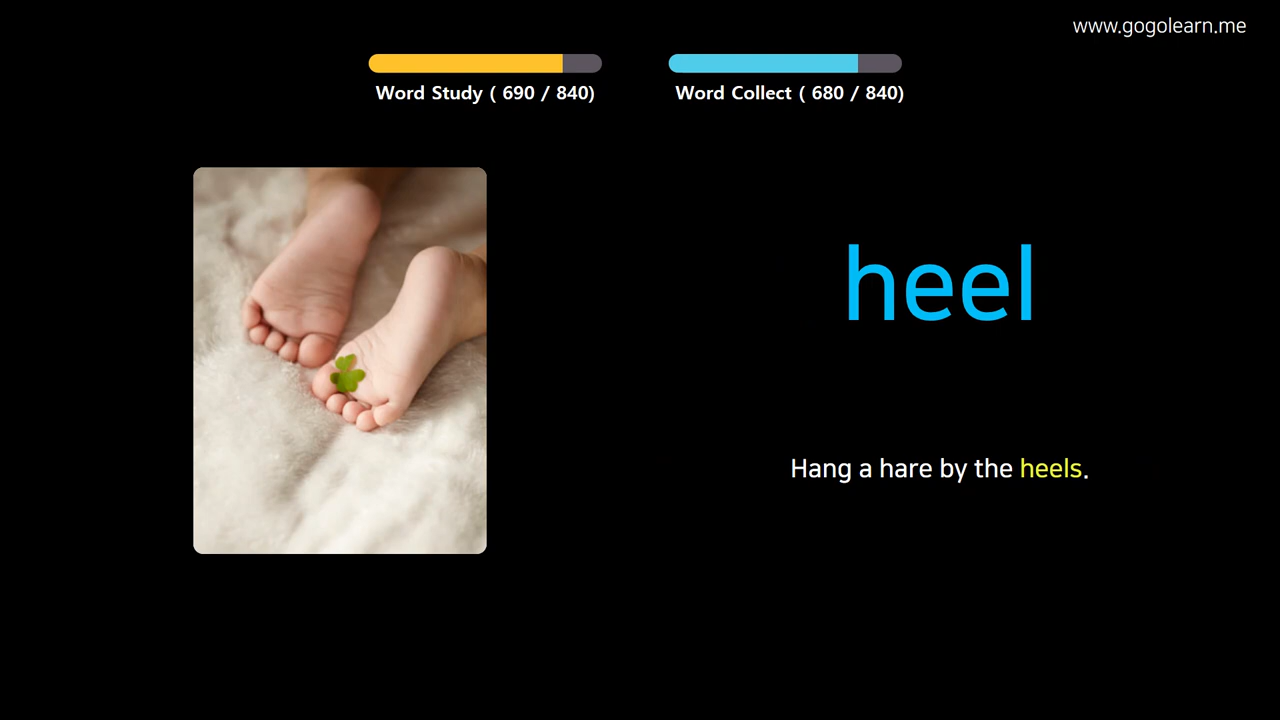 www.gogolearn.me
Word Study ( 690 / 840)
Word Collect ( 680 / 840)
heel
Hang a hare by the heels.